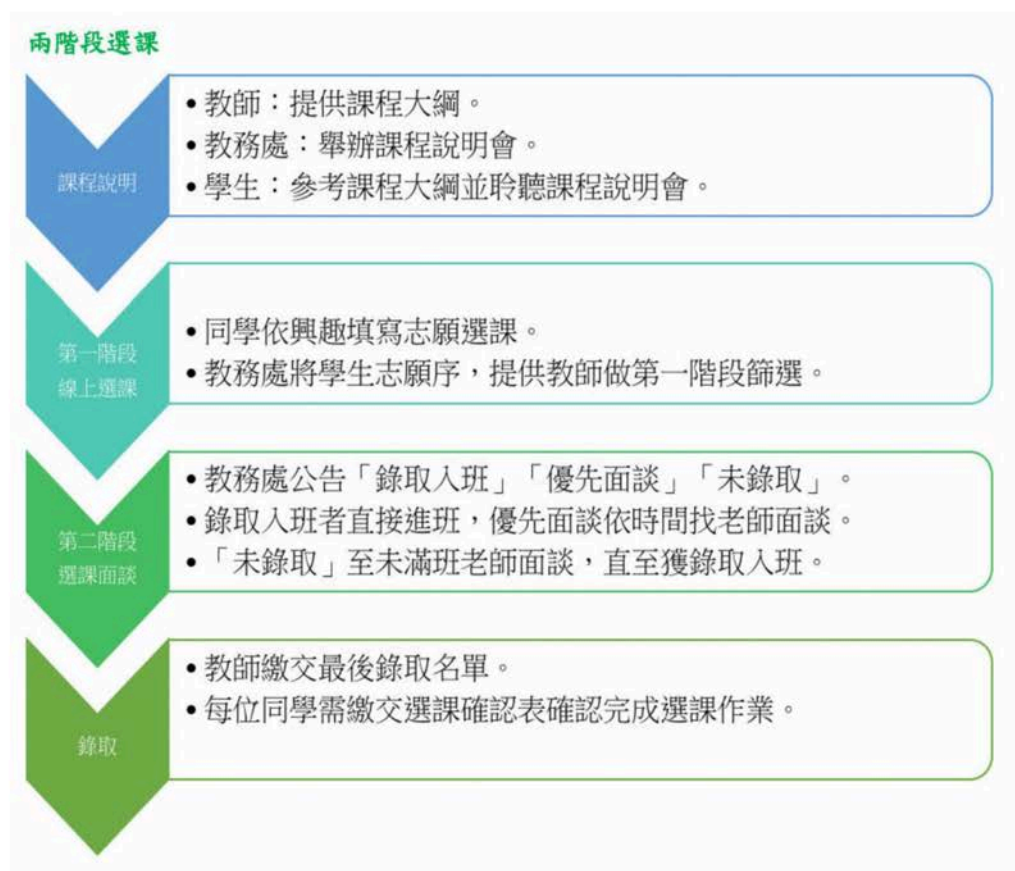 兩階段選課
課程說明
•教師：提供課程大綱。
•教務處：舉辦課程說明會。
•學生：參考課程大綱並聆聽課程說明會。
第一階段
線上選課
•同學依興趣填寫志願選課。
•教務處將學生志願序，提供教師做第一階段篩選。
第二階段
選課面談
•教務處公告「錄取入班」「優先面談」「未錄取」。
•錄取入班者直接進班，優先面談依時間找老師面談。
•「未錄取」至未滿班老師面談，直至獲錄取入班。
錄取
•教師繳交最後錄取名單。
•每位同學需繳交選課確認表確認完成選課作業。